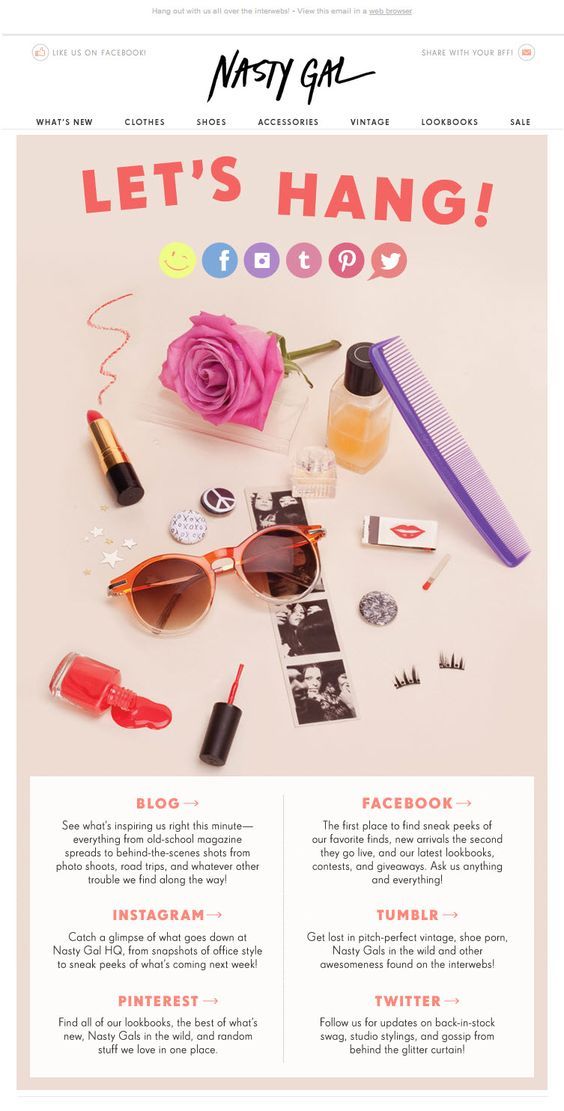 Hang out with us all over the interwebs! • View this email in a web browser
LIKE US ON FACEBOOK!
NASTY GAL
SHARE WITH YOUR BFF!
WHAT'S NEW CLOTHES SHOES ACCESSORIES VINTAGE LOOKBOOKS SALE
LET'S HANG!
f t p
XOXO
BLOG→
See what's inspiring us right this minute—
everything from old-school magazine
spreads to behind-the-scenes shots from
photo shoots, road trips, and whatever other
trouble we find along the way!
FACEBOOK→
The first place to find sneak peeks of
our favorite finds, new arrivals the second
they go live, and our latest lookbooks,
contests, and giveaways. Ask us anything
and everything!
INSTAGRAM→
Catch a glimpse of what goes down at
Nasty Gal HQ, from snapshots of office style
to sneak peeks of what's coming next week!
TUMBLR→
Get lost in pitch-perfect vintage, shoe porn,
Nasty Gals in the wild and other
awesomeness found on the interwebs!
PINTEREST→
Find all of our lookbooks, the best of what's
new, Nasty Gals in the wild, and random
stuff we love in one place.
TWITTER→
Follow us for updates on back-in-stock
swag, studio stylings, and gossip from
behind the glitter curtain!